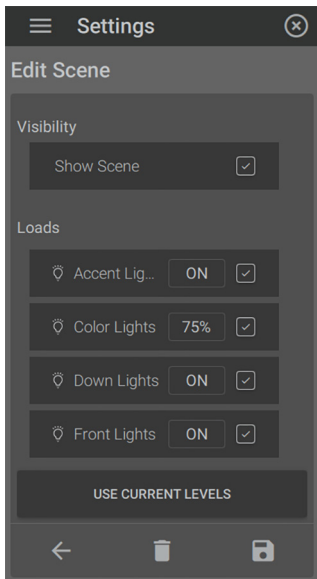 Settings
Edit Scene
Visibility
Show Scene
Loads
Accent Lig... ON
Color Lights 75%
Down Lights ON
Front Lights ON
USE CURRENT LEVELS